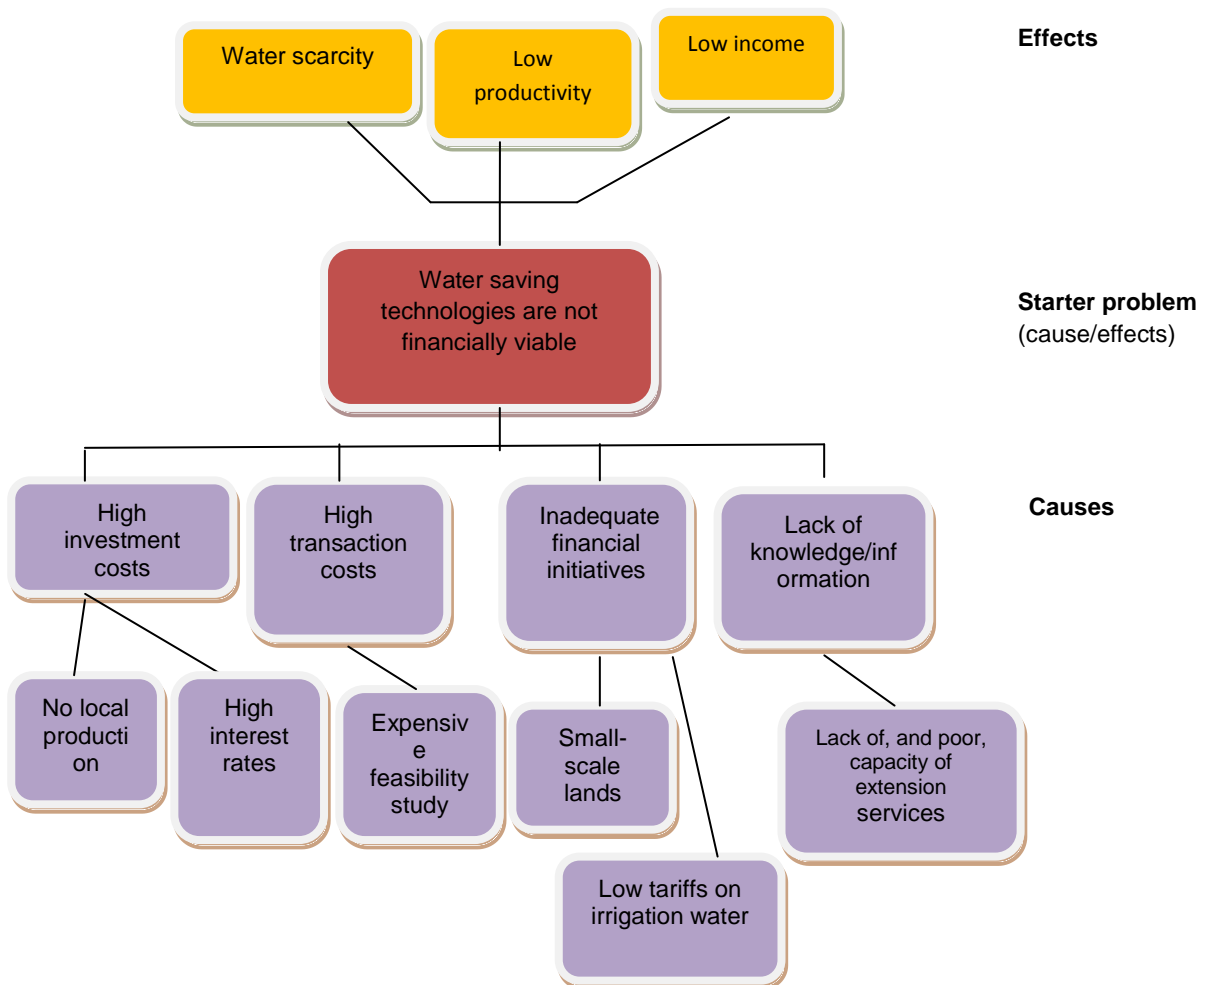 Water scarcity
Low
productivity
Low income
Effects
Water saving
technologies are not
financially viable
Starter problem
(cause/effects)
High
investment
costs
High
transaction
costs
Inadequate
financial
initiatives
Lack of
knowledge/inf
ormation
Causes
No local
producti
on
High
interest
rates
Expensiv
e
feasibility
study
Small-
scale
lands
Lack of, and poor,
capacity of
extension
services
Low tariffs on
irrigation water